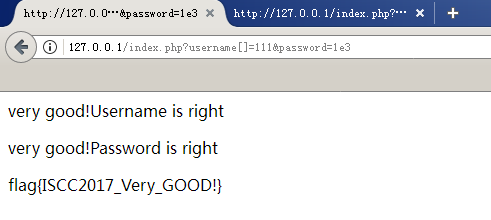 http://127.0.0···&password=1e3 × http://127.0.0.1/index.php?··· × +
127.0.0.1/index.php?username[]=111&password=1e3
very good!Username is right
very good!Password is right
flag{ISCC2017_Very_GOOD!}